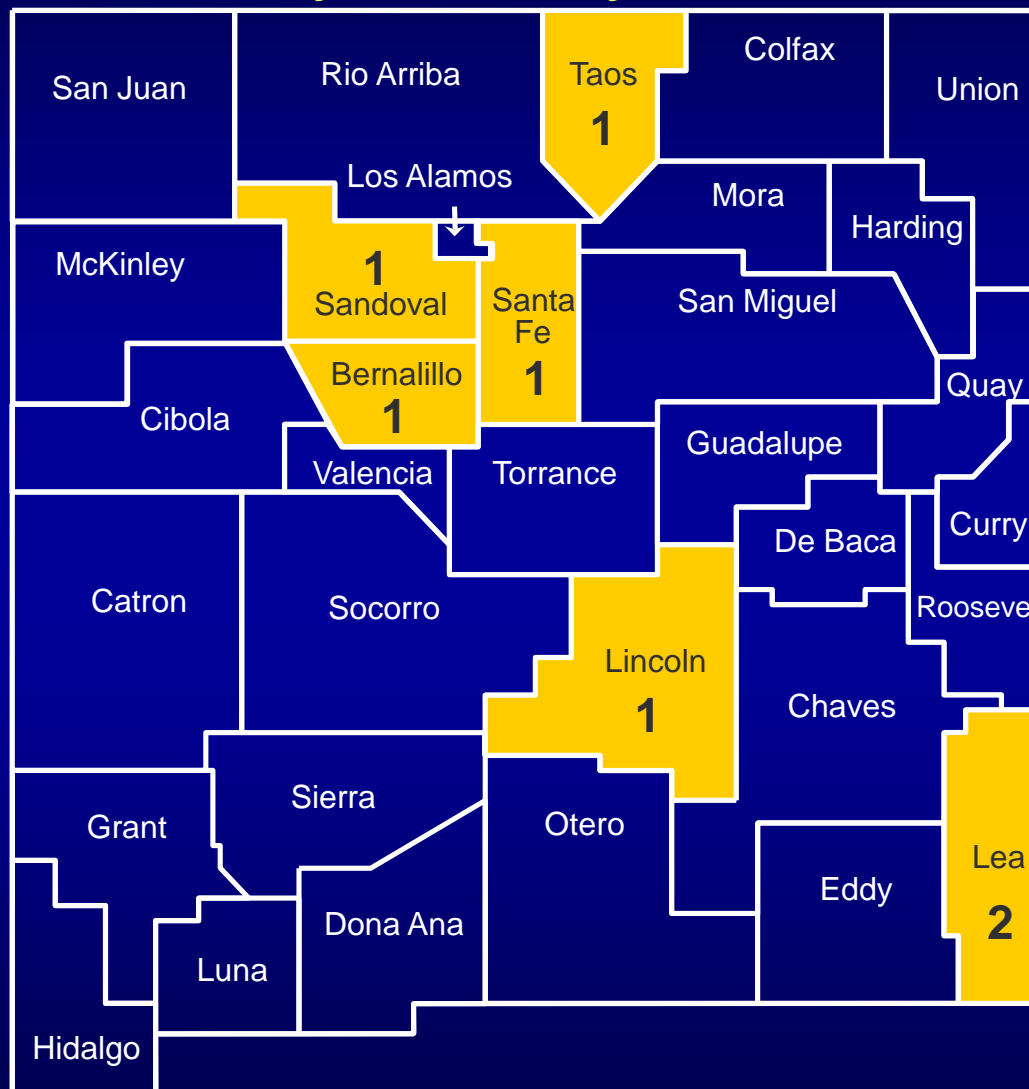 San Juan
Rio Arriba
Taos
1
Colfax
Union
Los Alamos
Mora
Harding
McKinley
1
Sandoval
Santa
Fe
1
San Miguel
Bernalillo
1
Quay
Cibola
Guadalupe
Valencia
Torrance
Curry
De Baca
Catron
Socorro
Rooseve
Lincoln
1
Chaves
Sierra
Grant
Otero
Lea
2
Eddy
Dona Ana
Luna
Hidalgo